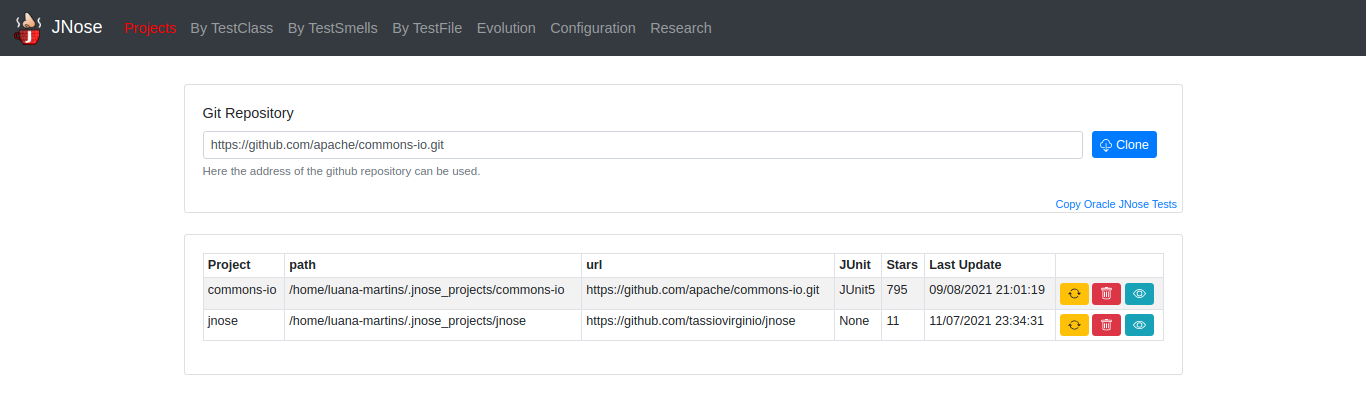 JNose Projects By TestClass By TestSmells By TestFile Evolution Configuration Research
Git Repository
https://github.com/apache/commons-io.git Clone
Here the address of the github repository can be used.
Copy Oracle JNose Tests
Project path url JUnit Stars Last Update
commons-io /home/luana-martins/.jnose_projects/commons-io https://github.com/apache/commons-io.git JUnit5 795 09/08/2021 21:01:19
jnose /home/luana-martins/.jnose_projects/jnose https://github.com/tassiovirginio/jnose None 11 11/07/2021 23:34:31